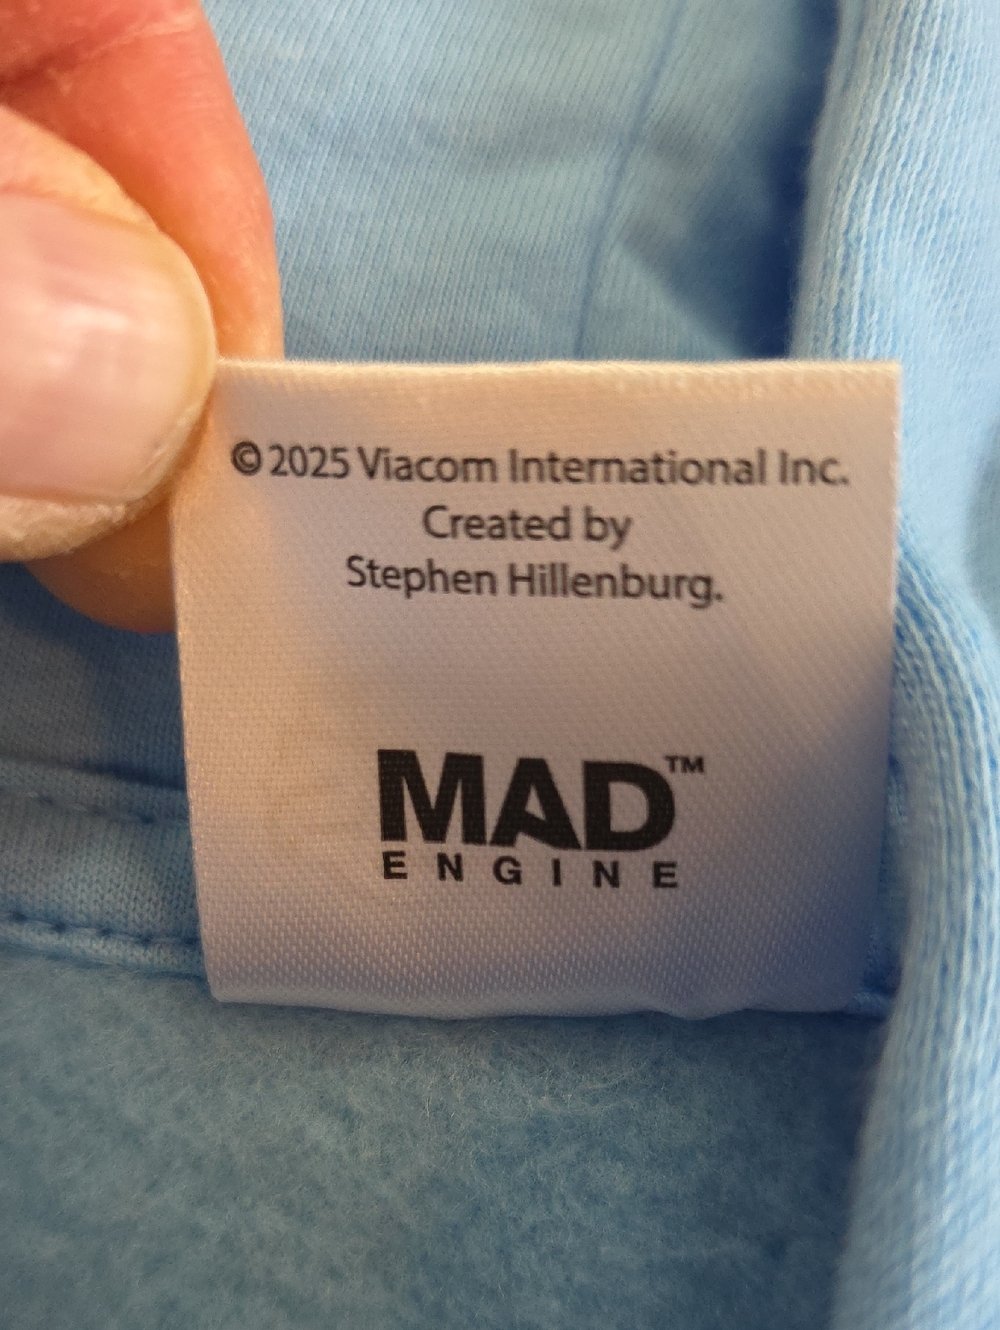 © 2025 Viacom International Inc.
Created by
Stephen Hillenburg.
MAD™
ENGINE